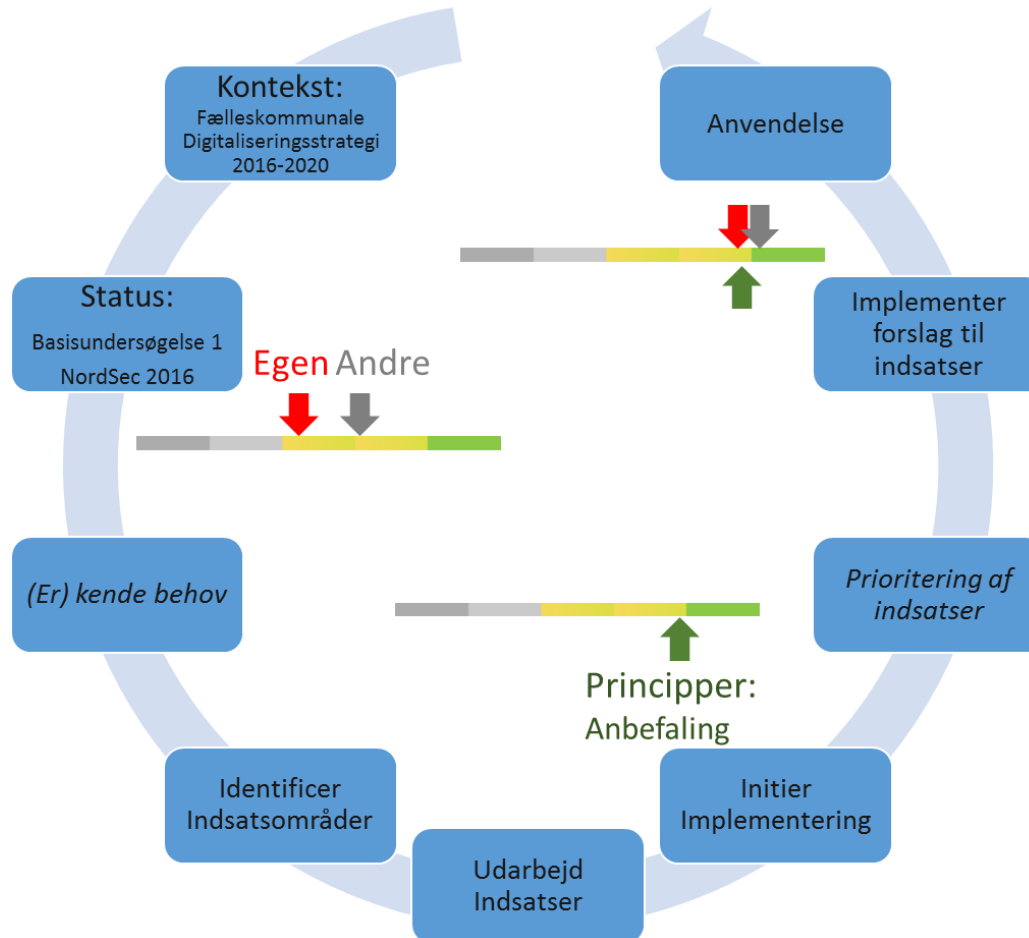 Kontekst:
Fælleskommunale
Digitaliseringsstrategi
2016-2020
Anvendelse
Status:
Basisundersøgelse 1
NordSec 2016
Implementer
forslag til
indsatser
Egen Andre
(Er) kende behov
Prioritering af
indsatser
Principper:
Anbefaling
Identificer
Indsatsområder
Initier
Implementering
Udarbejd
Indsatser